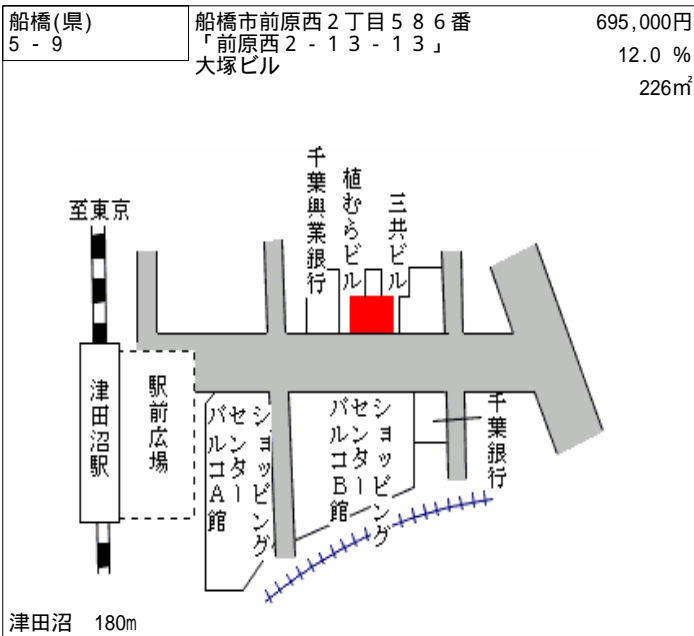 船橋(県)
5 - 9
船橋市前原西２丁目５８６番
「前原西２-１３-１３」
大塚ビル
695,000円
12.0 %
226㎡
至東京
千葉興業銀行
植むらビル
三共ビル
津田沼駅
駅前広場
ショッピング
センター
パルコA館
ショッピング
センター
パルコB館
千葉銀行
津田沼 180m